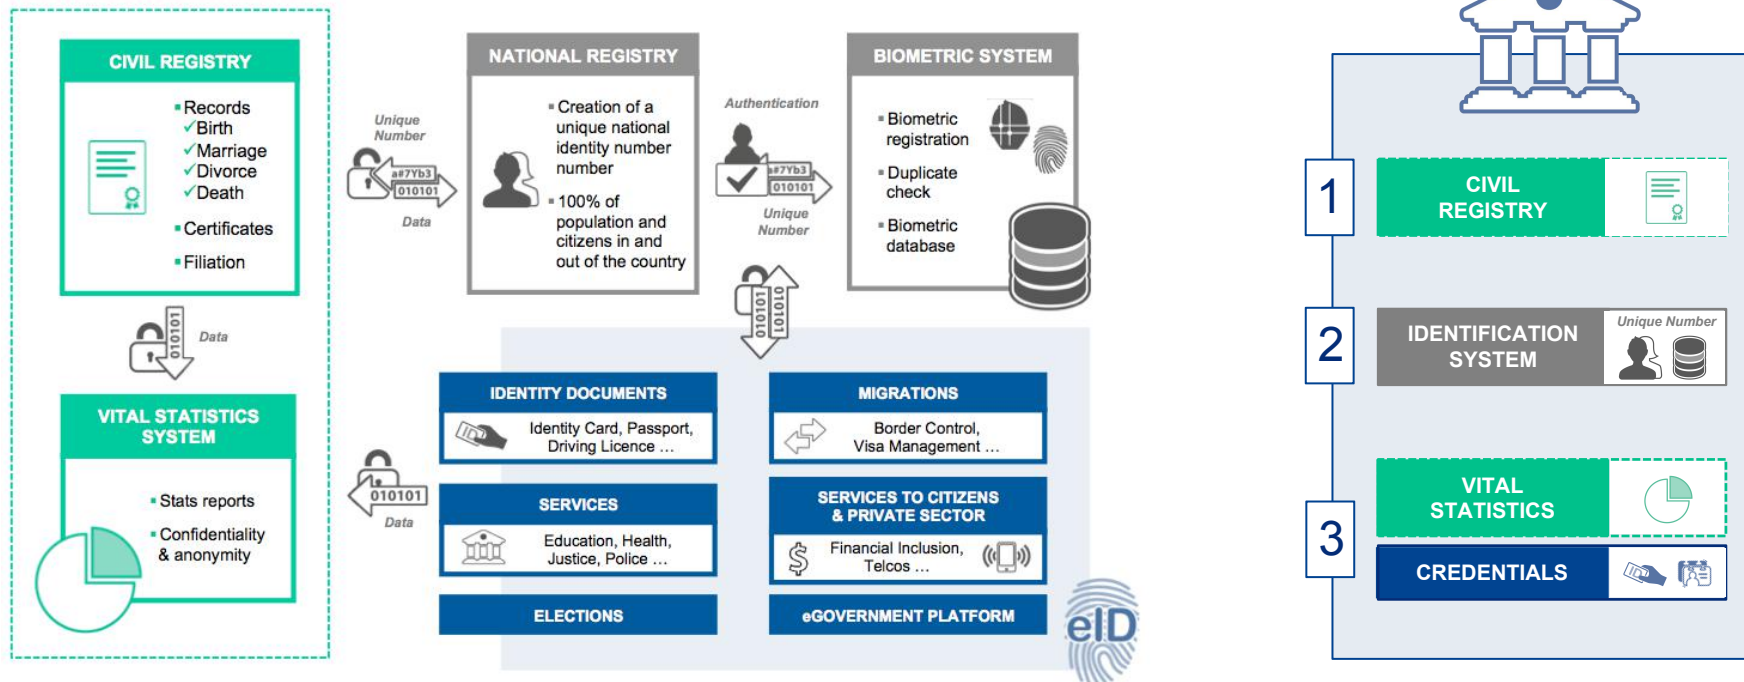 CIVIL REGISTRY
Records
Birth
Marriage
Divorce
Death
Certificates
Filiation
Data
010101
VITAL STATISTICS
SYSTEM
Stats reports
Confidentiality
& anonymity
Unique
Number
a#7Yb3
010101
Data
NATIONAL REGISTRY
Creation of a
unique national
identity number
number
100% of
population and
citizens in and
out of the country
Authentication
a#7Yb3
010101
Unique
Number
BIOMETRIC SYSTEM
Biometric
registration
Duplicate
check
Biometric
database
010101
010101
010101
Data
IDENTITY DOCUMENTS
ID
Identity Card, Passport,
Driving Licence ...
MIGRATIONS
Border Control,
Visa Management ...
SERVICES
Education, Health,
Justice, Police ...
SERVICES TO CITIZENS
& PRIVATE SECTOR
$
Financial Inclusion,
Telcos ...
ELECTIONS
eGOVERNMENT PLATFORM
eID
1
CIVIL
REGISTRY
2
IDENTIFICATION
SYSTEM
Unique Number
3
VITAL
STATISTICS
CREDENTIALS
ID